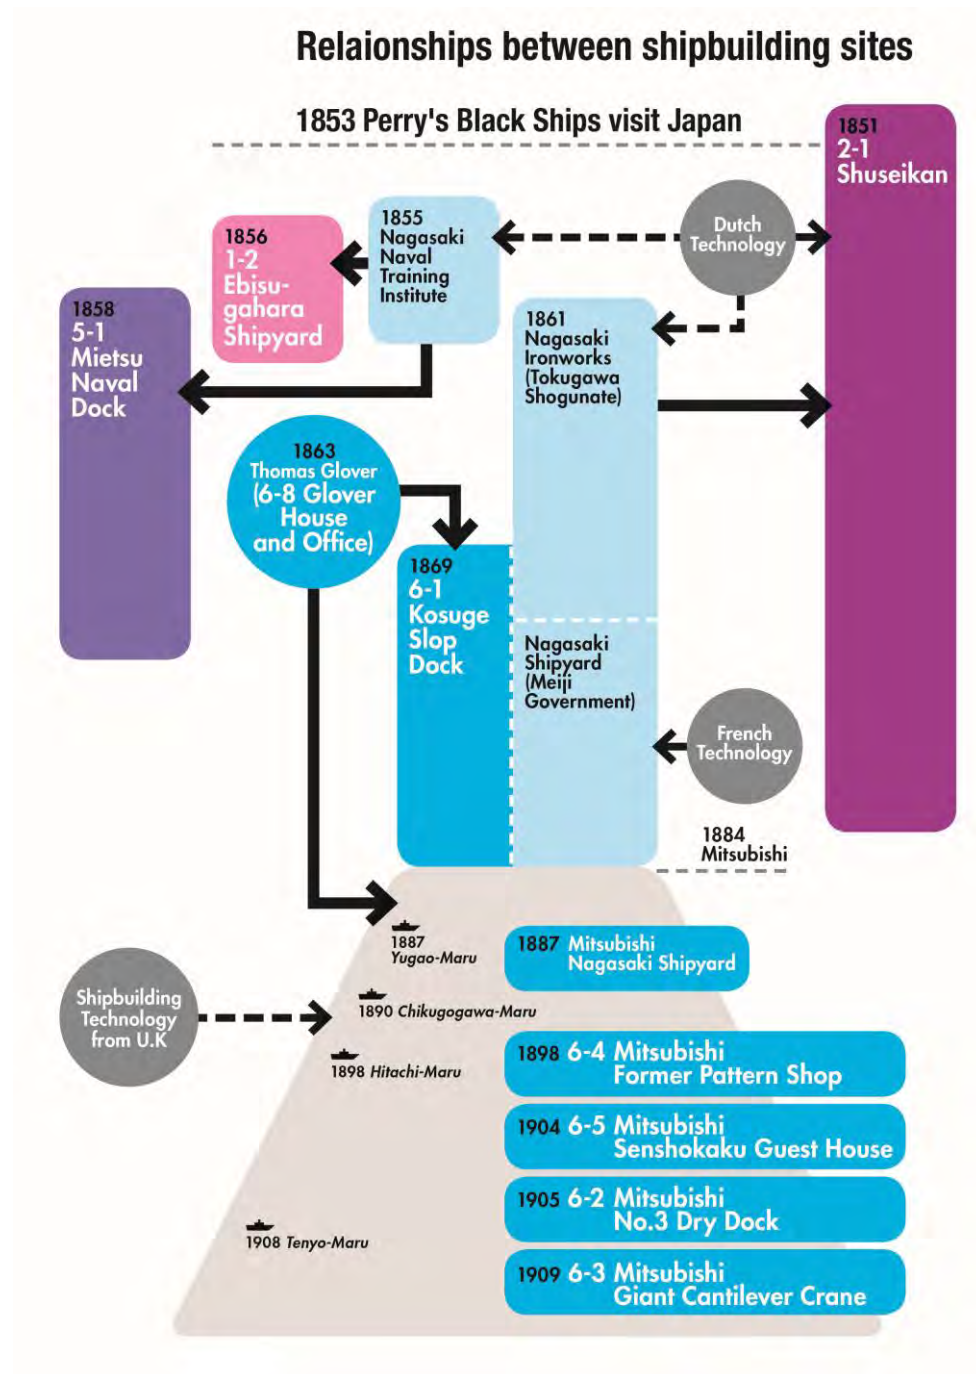 Relaionships between shipbuilding sites
1853 Perry's Black Ships visit Japan
1851
2-1
Shuseikan
Dutch
Technology
1855
Nagasaki
Naval
Training
Institute
1856
1-2
Ebisu-
gahara
Shipyard
1858
5-1
Mietsu
Naval
Dock
1861
Nagasaki
Ironworks
(Tokugawa
Shogunate)
1863
Thomas Glover
(6-8 Glover
House
and Office)
1869
6-1
Kosuge
Slop
Dock
Nagasaki
Shipyard
(Meiji
Government)
French
Technology
1884
Mitsubishi
1887
Yugao-Maru
1887 Mitsubishi
Nagasaki Shipyard
Shipbuilding
Technology
from U.K
1890 Chikugogawa-Maru
1898 Hitachi-Maru
1898 6-4 Mitsubishi
Former Pattern Shop
1904 6-5 Mitsubishi
Senshokaku Guest House
1905 6-2 Mitsubishi
No.3 Dry Dock
1908 Tenyo-Maru
1909 6-3 Mitsubishi
Giant Cantilever Crane